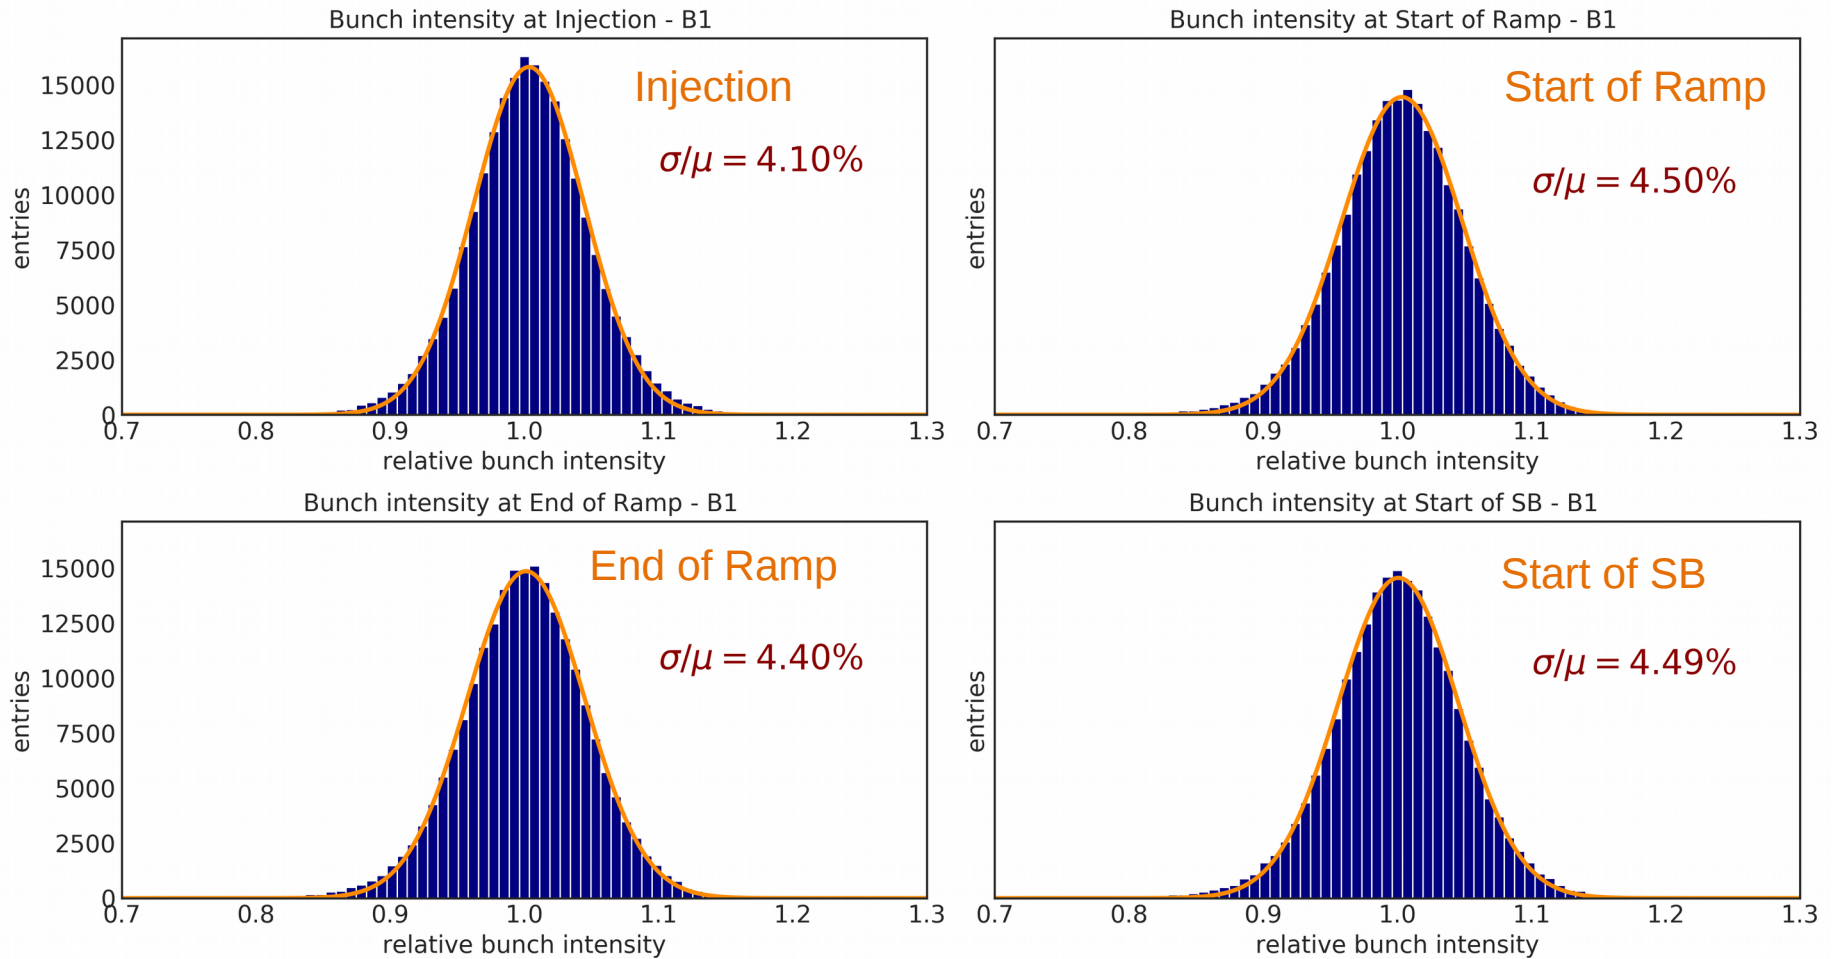 Bunch intensity at Injection - B1
Injection
σ/μ = 4.10%
entries
15000
12500
10000
7500
5000
2500
0
0.7 0.8 0.9 1.0 1.1 1.2 1.3
relative bunch intensity
Bunch intensity at Start of Ramp - B1
Start of Ramp
σ/μ = 4.50%
entries
0.7 0.8 0.9 1.0 1.1 1.2 1.3
relative bunch intensity
Bunch intensity at End of Ramp - B1
End of Ramp
σ/μ = 4.40%
entries
15000
12500
10000
7500
5000
2500
0
0.7 0.8 0.9 1.0 1.1 1.2 1.3
relative bunch intensity
Bunch intensity at Start of SB - B1
Start of SB
σ/μ = 4.49%
entries
0.7 0.8 0.9 1.0 1.1 1.2 1.3
relative bunch intensity